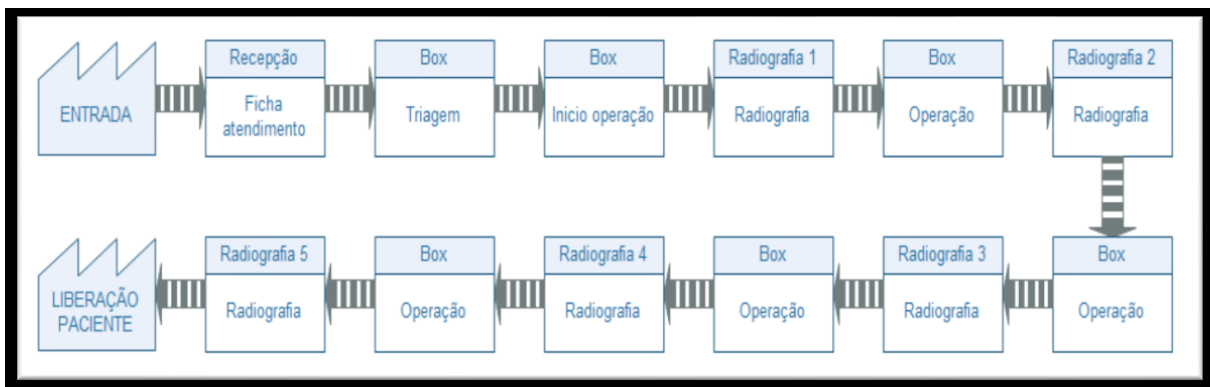 ENTRADA
Recepção
Ficha
atendimento
Box
Triagem
Box
Inicio operação
Radiografia 1
Radiografia
Box
Operação
Radiografia 2
Radiografia
LIBERAÇÃO
PACIENTE
Radiografia 5
Radiografia
Box
Operação
Radiografia 4
Radiografia
Box
Operação
Radiografia 3
Radiografia
Box
Operação